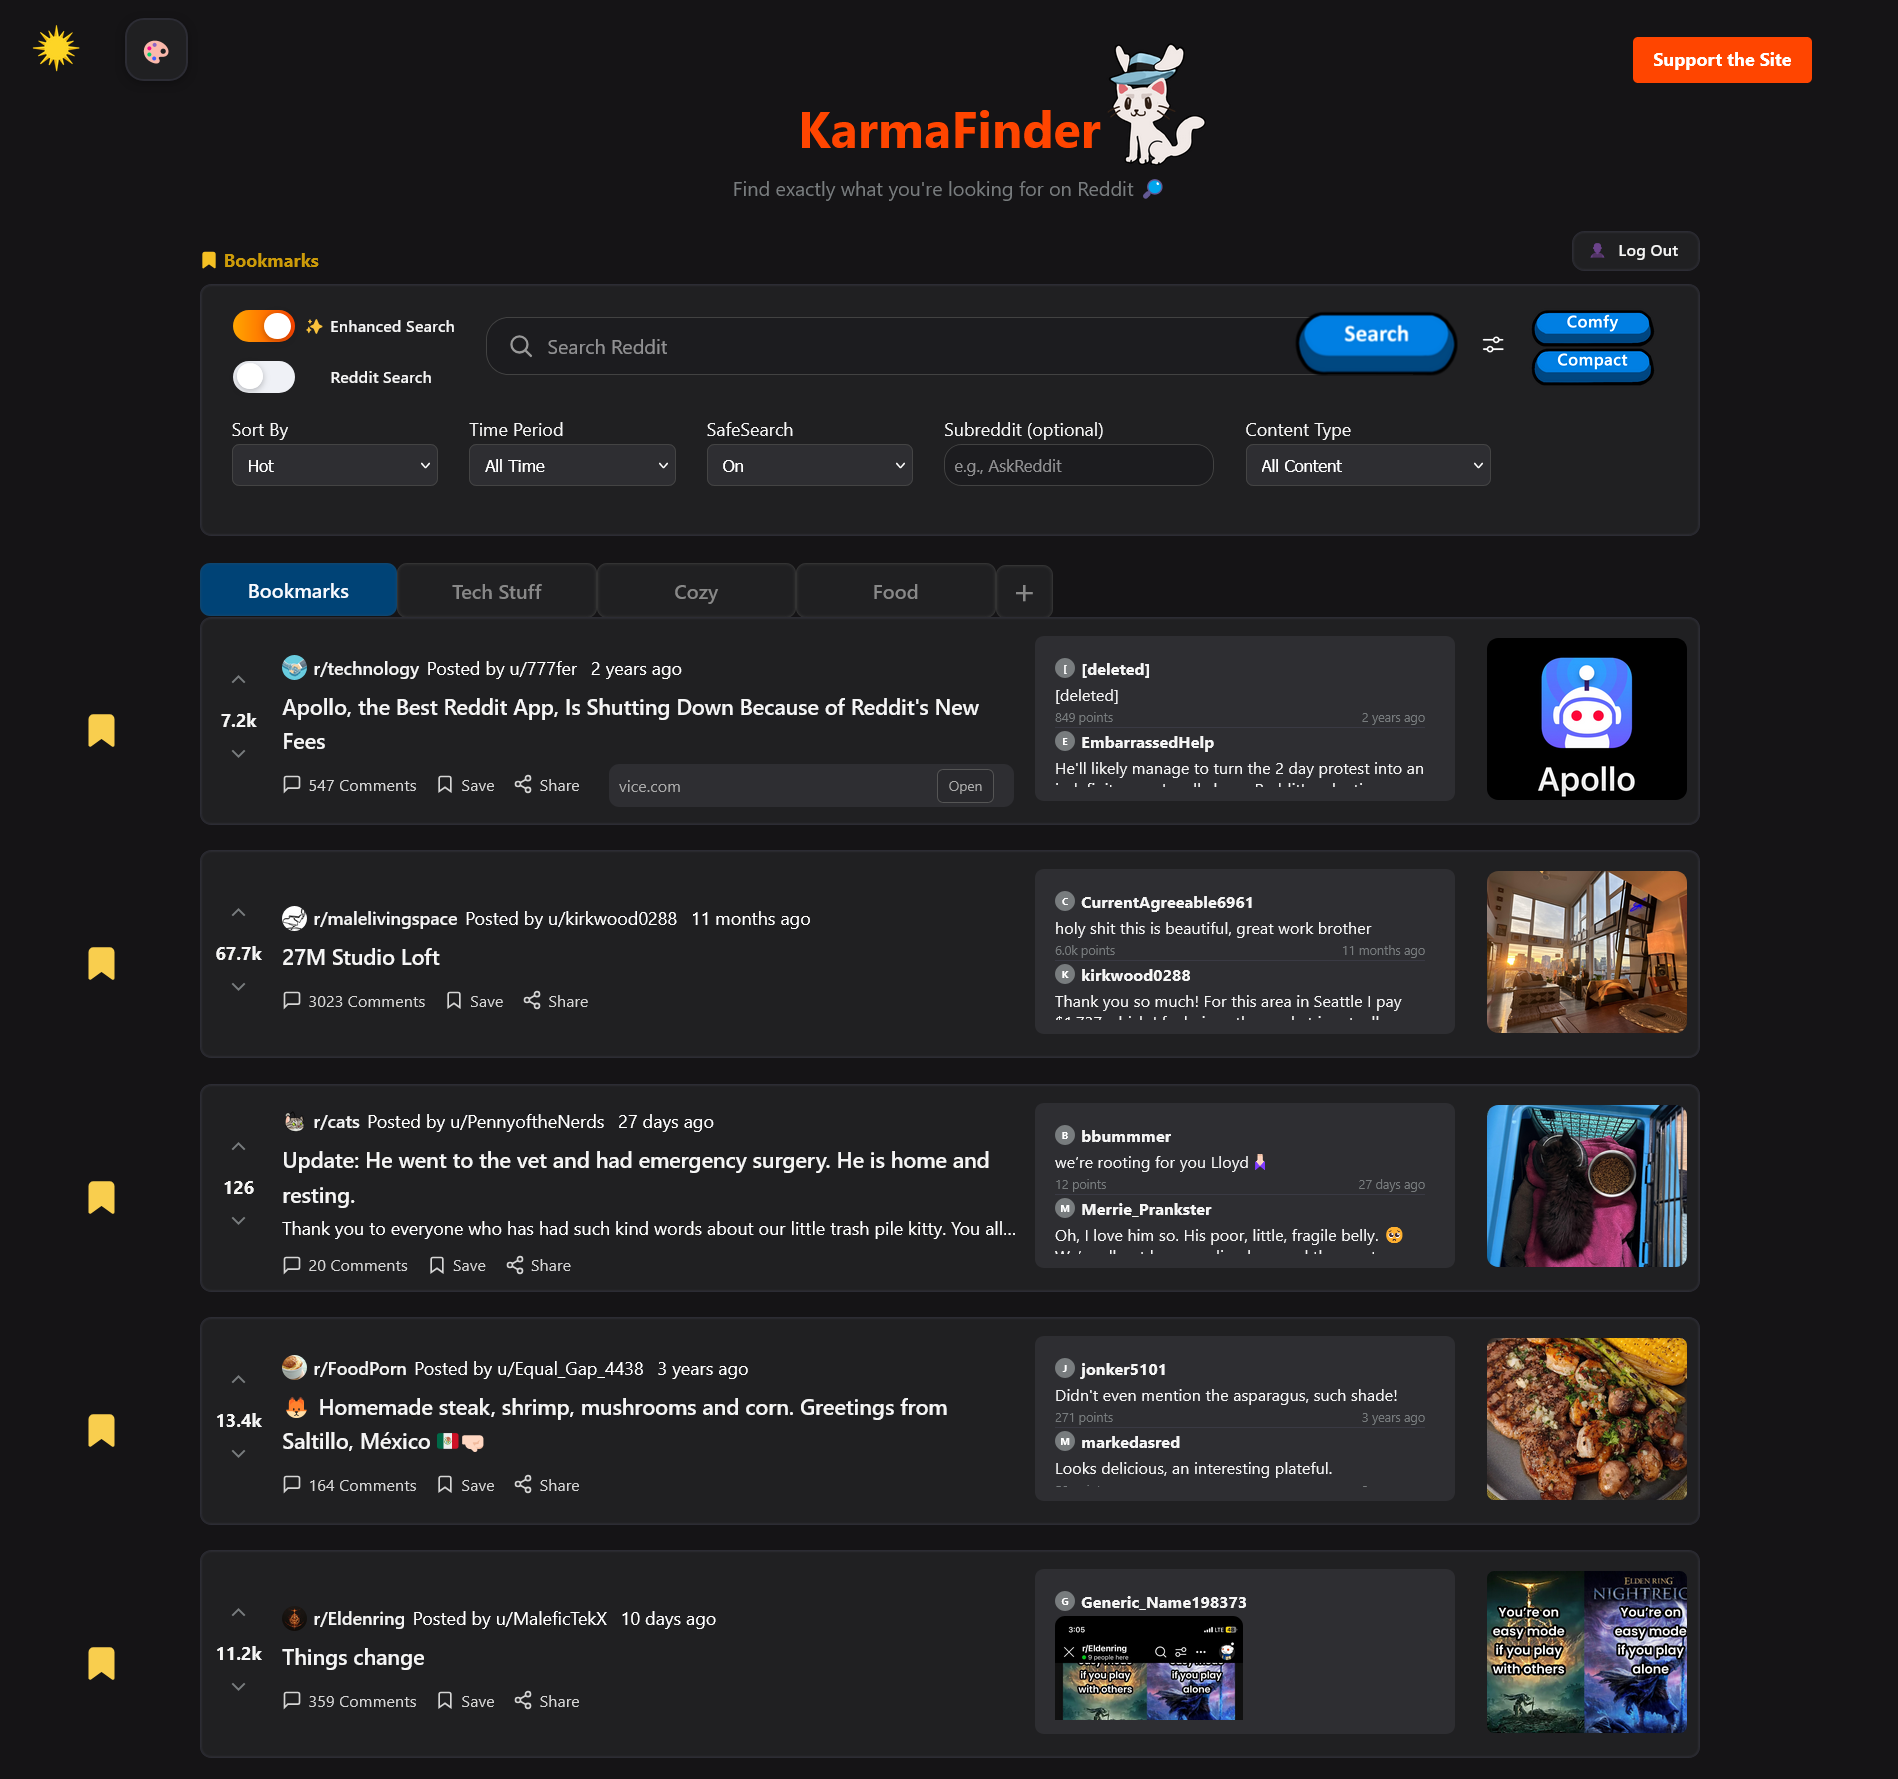 Support the Site
KarmaFinder
Find exactly what you're looking for on Reddit
Bookmarks
Log Out
Enhanced Search
Search Reddit
Search
Comfy
Compact
Reddit Search
Sort By
Time Period
SafeSearch
Subreddit (optional)
Content Type
Hot
All Time
On
e.g., AskReddit
All Content
Bookmarks
Tech Stuff
Cozy
Food
+
7.2k
r/technology Posted by u/777fer 2 years ago
Apollo, the Best Reddit App, Is Shutting Down Because of Reddit's New
Fees
547 Comments
Save
Share
vice.com
Open
[ [deleted]
[deleted]
849 points
2 years ago
E EmbarrassedHelp
He'll likely manage to turn the 2 day protest into an
Apollo
67.7k
r/malelivingspace Posted by u/kirkwood0288 11 months ago
27M Studio Loft
3023 Comments
Save
Share
C CurrentAgreeable6961
holy shit this is beautiful, great work brother
6.0k points
11 months ago
K kirkwood0288
Thank you so much! For this area in Seattle I pay
126
r/cats Posted by u/PennyoftheNerds 27 days ago
Update: He went to the vet and had emergency surgery. He is home and
resting.
Thank you to everyone who has had such kind words about our little trash pile kitty. You all...
20 Comments
Save
Share
B bbummmer
we're rooting for you Lloyd
12 points
27 days ago
M Merrie_Prankster
Oh, I love him so. His poor, little, fragile belly. 🥺
13.4k
r/FoodPorn Posted by u/Equal_Gap_4438 3 years ago
🦊 Homemade steak, shrimp, mushrooms and corn. Greetings from
Saltillo, México 🇲🇽🤜🏻
164 Comments
Save
Share
J jonker5101
Didn't even mention the asparagus, such shade!
271 points
3 years ago
M markedasred
Looks delicious, an interesting plateful.
11.2k
r/Eldenring Posted by u/MaleficTekX 10 days ago
Things change
359 Comments
Save
Share
G Generic_Name198373
3:05
LTE
r/Eldenring
9 people here
if you play
with others
if you play
alone
You're on
easy mode
if you play
with others
ELDEN RING
NIGHTREIG
You're on
easy mode
if you play
alone